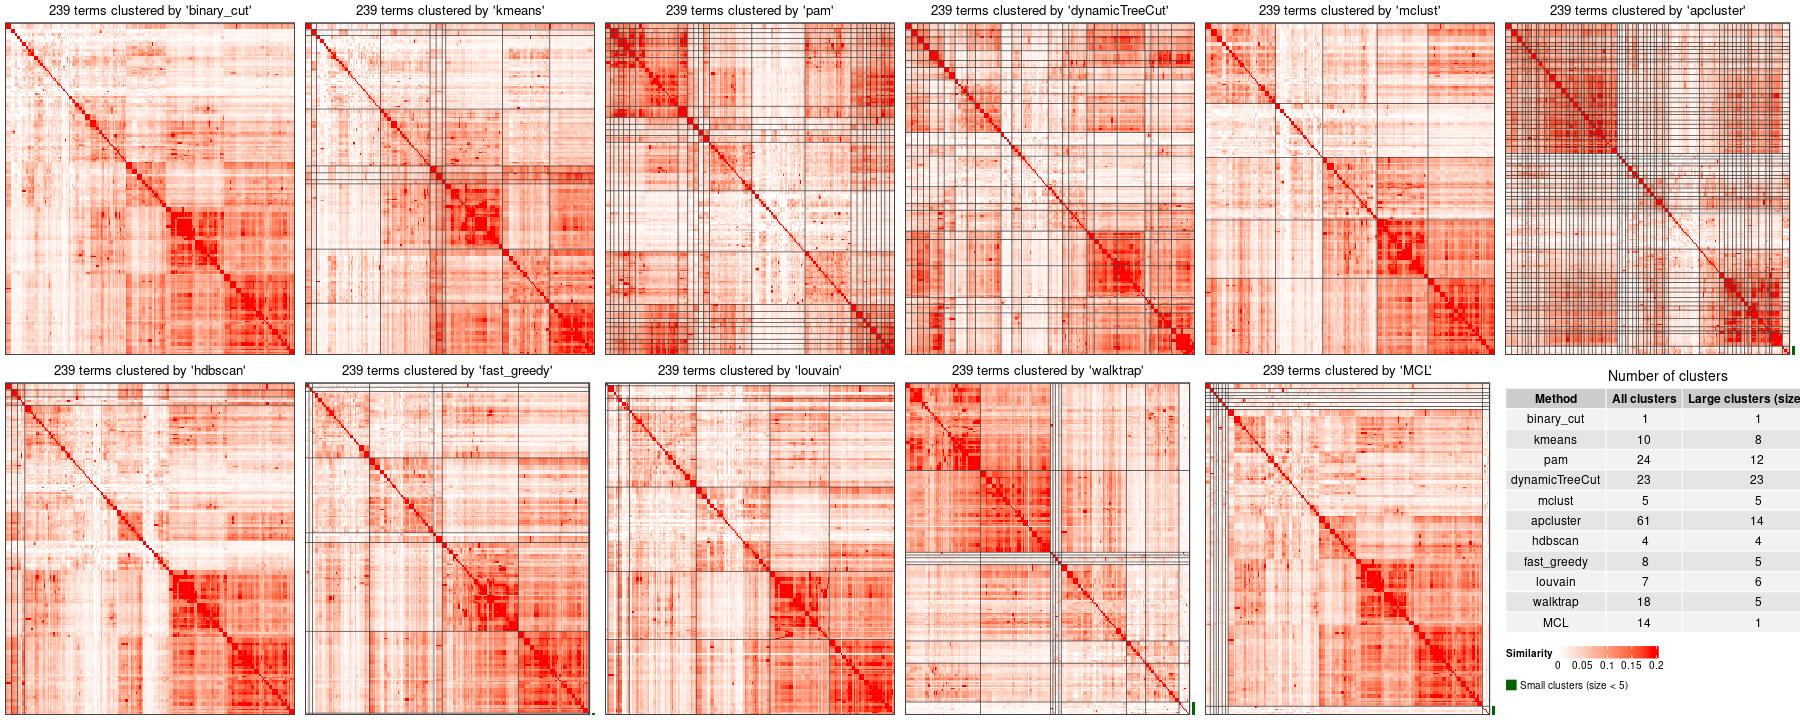 239 terms clustered by 'binary_cut'
239 terms clustered by 'kmeans'
239 terms clustered by 'pam'
239 terms clustered by 'dynamicTreeCut'
239 terms clustered by 'mclust'
239 terms clustered by 'apcluster'
239 terms clustered by 'hdbscan'
239 terms clustered by 'fast_greedy'
239 terms clustered by 'louvain'
239 terms clustered by 'walktrap'
239 terms clustered by 'MCL'
Number of clusters
Method All clusters Large clusters (size
binary_cut 1 1
kmeans 10 8
pam 24 12
dynamicTreeCut 23 23
mclust 5 5
apcluster 61 14
hdbscan 4 4
fast_greedy 8 5
louvain 7 6
walktrap 18 5
MCL 14 1
Similarity
0 0.05 0.1 0.15 0.2
Small clusters (size < 5)